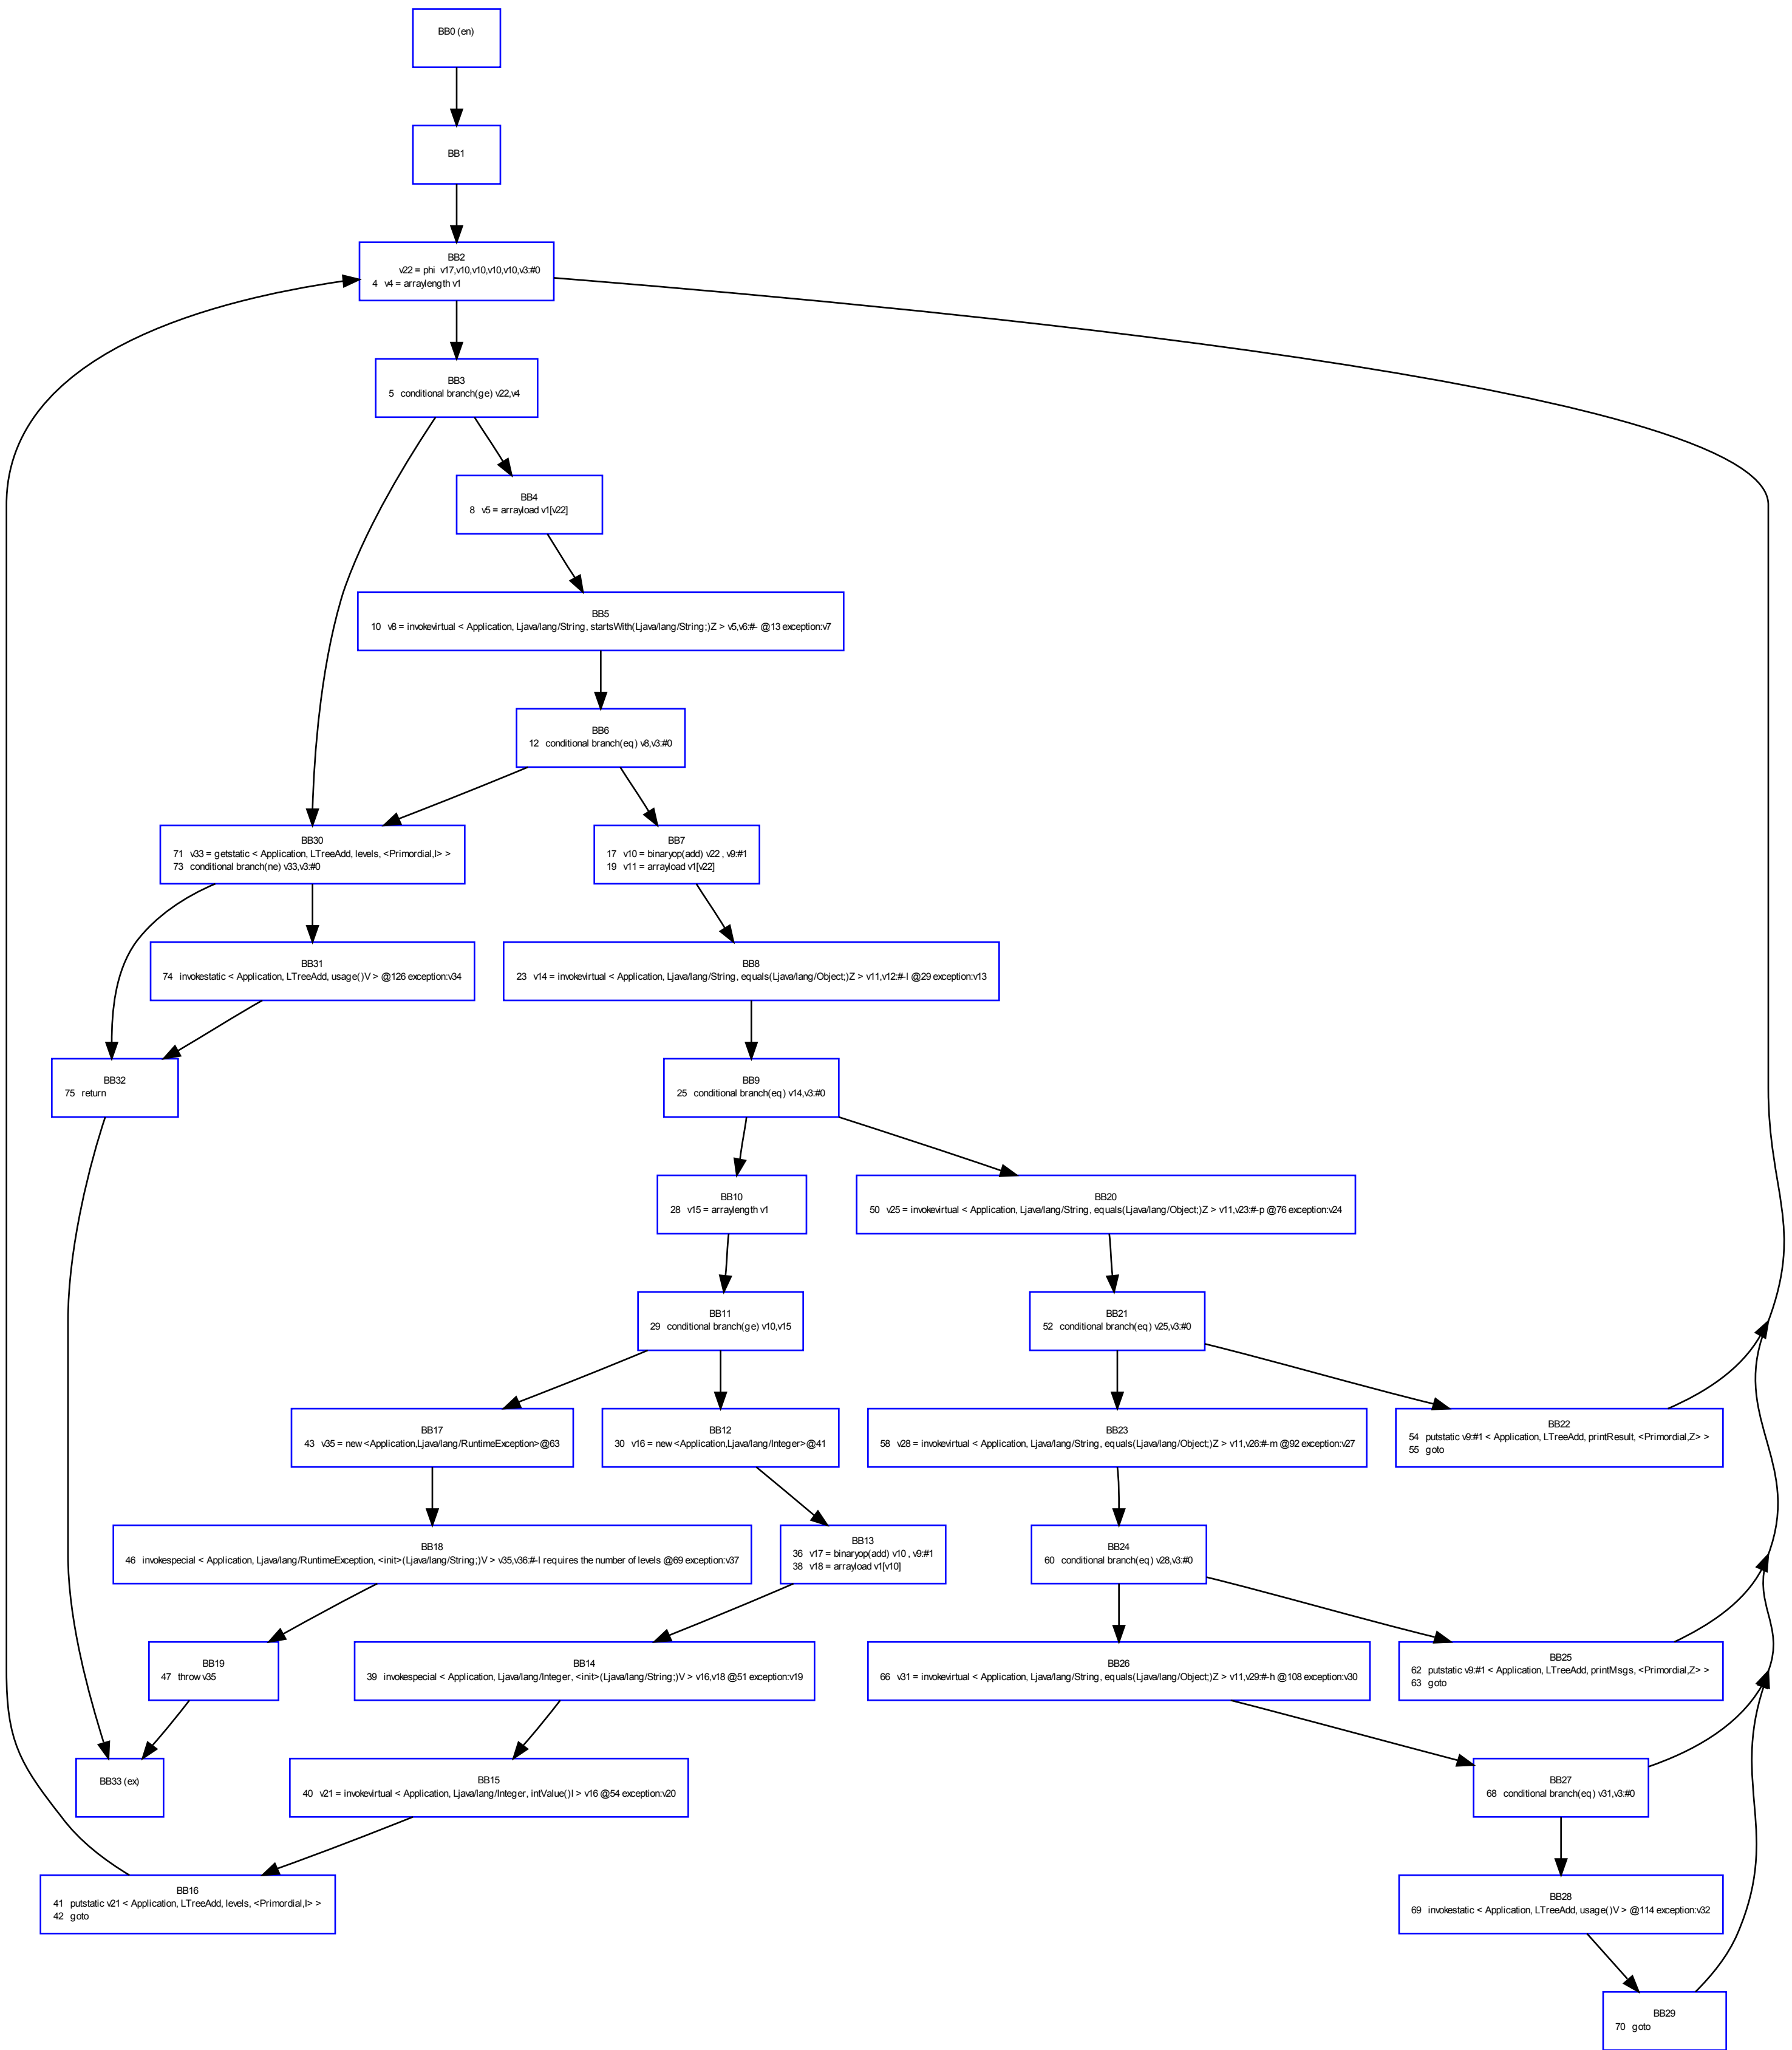 BB0 (en)
BB1
BB2
v22 = phi v17,v10,v10,v10,v10,v3:#0
4 v4 = arraylength v1
BB3
5 conditional branch(ge) v22,v4
BB4
8 v5 = arrayload v1[v22]
BB5
10 v8 = invokevirtual < Application, Ljava/lang/String, startsWith(Ljava/lang/String;)Z > v5,v6:#- @13 exception:v7
BB6
12 conditional branch(eq) v8,v3:#0
BB30
71 v33 = getstatic < Application, LTreeAdd, levels, <Primordial,I> >
73 conditional branch(ne) v33,v3:#0
BB7
17 v10 = binaryop(add) v22 , v9:#1
19 v11 = arrayload v1[v22]
BB31
74 invokestatic < Application, LTreeAdd, usage()V > @126 exception:v34
BB8
23 v14 = invokevirtual < Application, Ljava/lang/String, equals(Ljava/lang/Object;)Z > v11,v12:#-l @29 exception:v13
BB32
75 return
BB9
25 conditional branch(eq) v14,v3:#0
BB10
28 v15 = arraylength v1
BB20
50 v25 = invokevirtual < Application, Ljava/lang/String, equals(Ljava/lang/Object;)Z > v11,v23:#-p @76 exception:v24
BB11
29 conditional branch(ge) v10,v15
BB21
52 conditional branch(eq) v25,v3:#0
BB17
43 v35 = new <Application,Ljava/lang/RuntimeException>@63
BB12
30 v16 = new <Application,Ljava/lang/Integer>@41
BB23
58 v28 = invokevirtual < Application, Ljava/lang/String, equals(Ljava/lang/Object;)Z > v11,v26:#-m @92 exception:v27
BB22
54 putstatic v9:#1 < Application, LTreeAdd, printResult, <Primordial,Z> >
55 goto
BB18
46 invokespecial < Application, Ljava/lang/RuntimeException, <init>(Ljava/lang/String;)V > v35,v36:#-l requires the number of levels @69 exception:v37
BB13
36 v17 = binaryop(add) v10 , v9:#1
38 v18 = arrayload v1[v10]
BB24
60 conditional branch(eq) v28,v3:#0
BB19
47 throw v35
BB14
39 invokespecial < Application, Ljava/lang/Integer, <init>(Ljava/lang/String;)V > v16,v18 @51 exception:v19
BB26
66 v31 = invokevirtual < Application, Ljava/lang/String, equals(Ljava/lang/Object;)Z > v11,v29:#-h @108 exception:v30
BB25
62 putstatic v9:#1 < Application, LTreeAdd, printMsgs, <Primordial,Z> >
63 goto
BB33 (ex)
BB15
40 v21 = invokevirtual < Application, Ljava/lang/Integer, intValue()I > v16 @54 exception:v20
BB27
68 conditional branch(eq) v31,v3:#0
BB16
41 putstatic v21 < Application, LTreeAdd, levels, <Primordial,I> >
42 goto
BB28
69 invokestatic < Application, LTreeAdd, usage()V > @114 exception:v32
BB29
70 goto